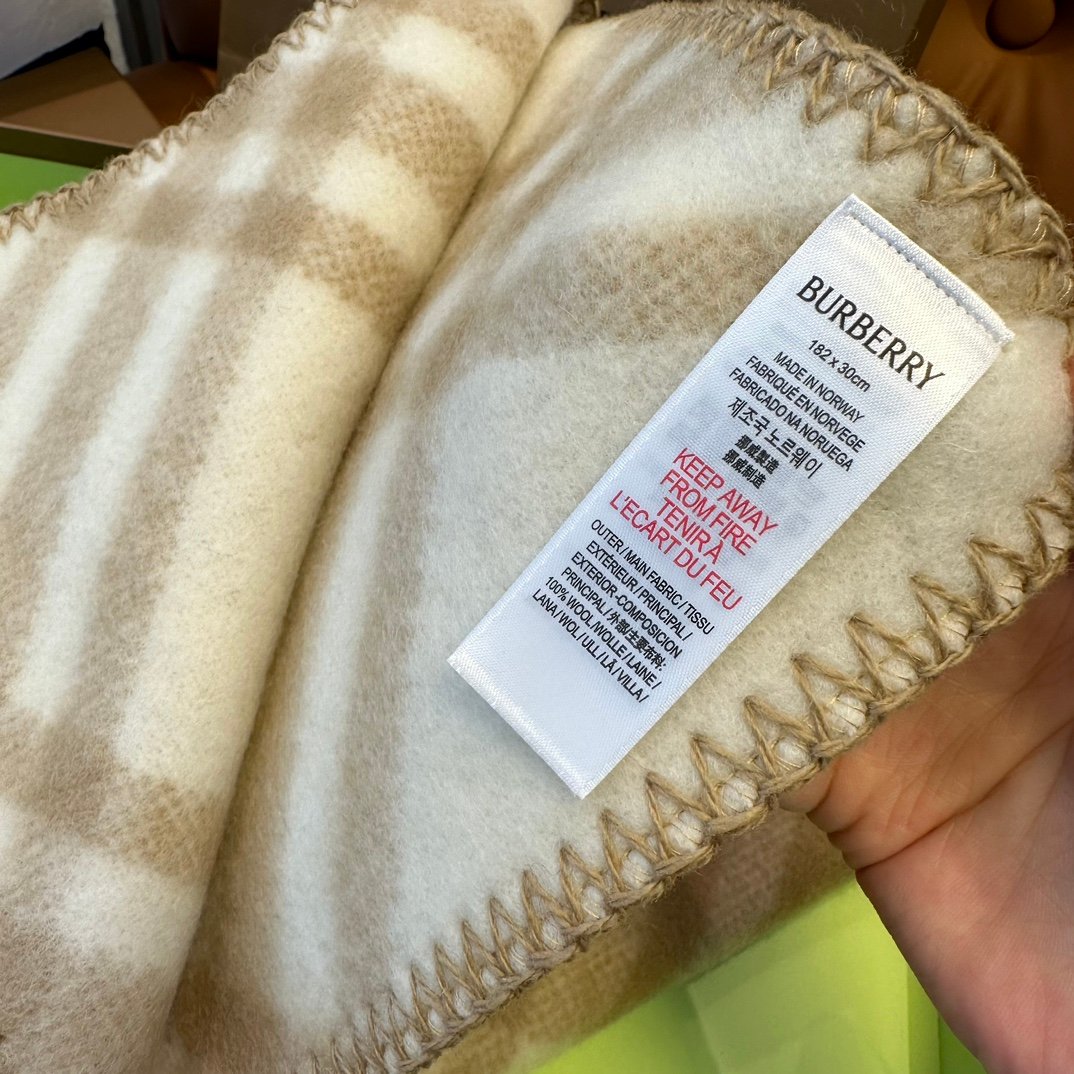 BURBERRY
182 x 30cm
MADE IN NORWAY
FABRIQUÉ EN NORVEGE
FABRICADO NA NORUEGA
제조국 노르웨이
挪威製造
挪威制造
KEEP AWAY
FROM FIRE
TENIR À
L'ECART DU FEU
OUTER / MAIN FABRIC / TISSU
EXTÉRIEUR / PRINCIPAL /
EXTERIOR-COMPOSICION
PRINCIPAL / 外部/主要布料:
100% WOOL /WOLLE / LAINE /
LANA / WOL / ULL / LÃ / VILLA /